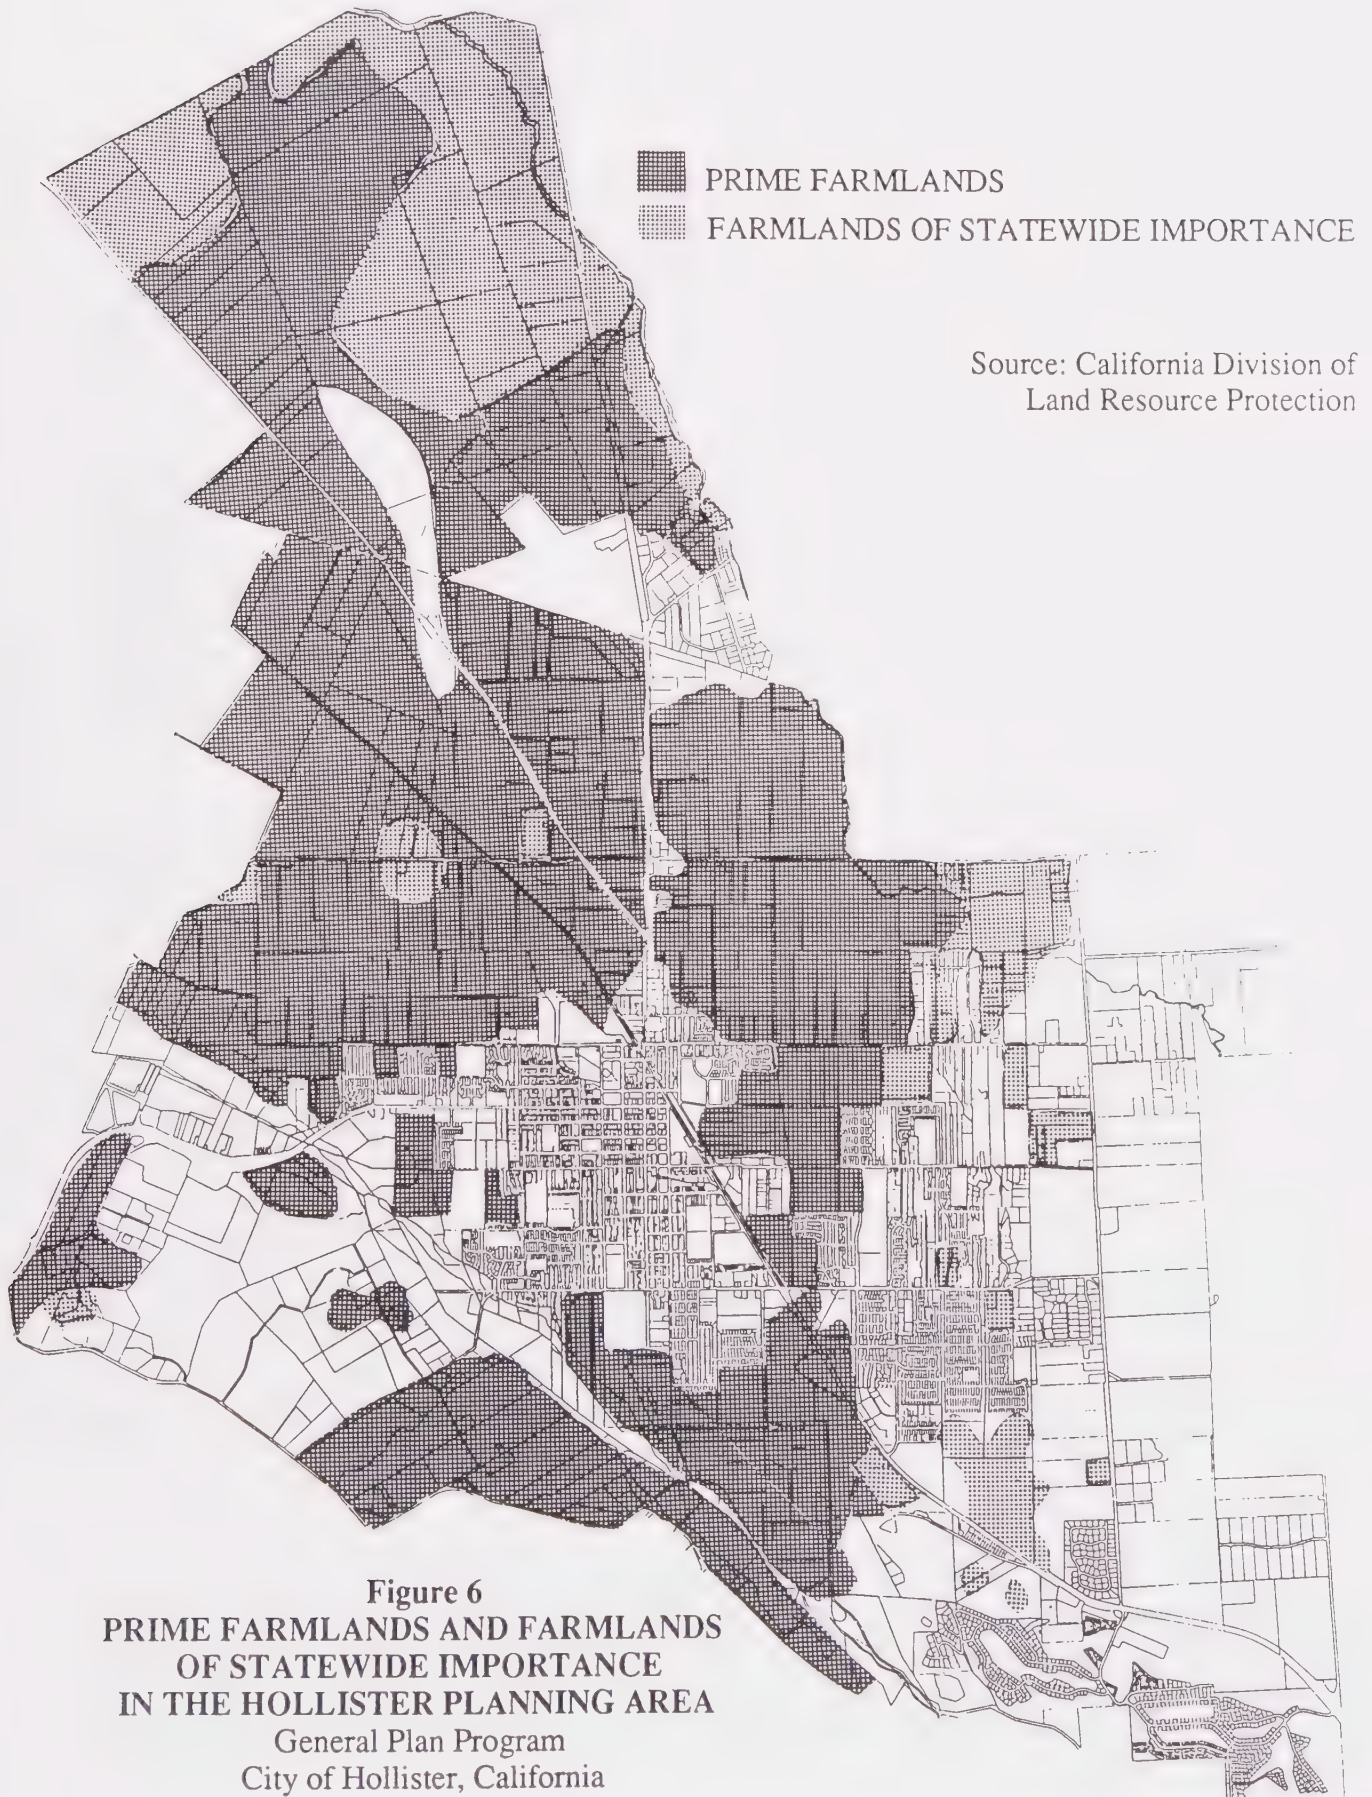 PRIME FARMLANDS
FARMLANDS OF STATEWIDE IMPORTANCE
Source: California Division of
Land Resource Protection
Figure 6
PRIME FARMLANDS AND FARMLANDS
OF STATEWIDE IMPORTANCE
IN THE HOLLISTER PLANNING AREA
General Plan Program
City of Hollister, California